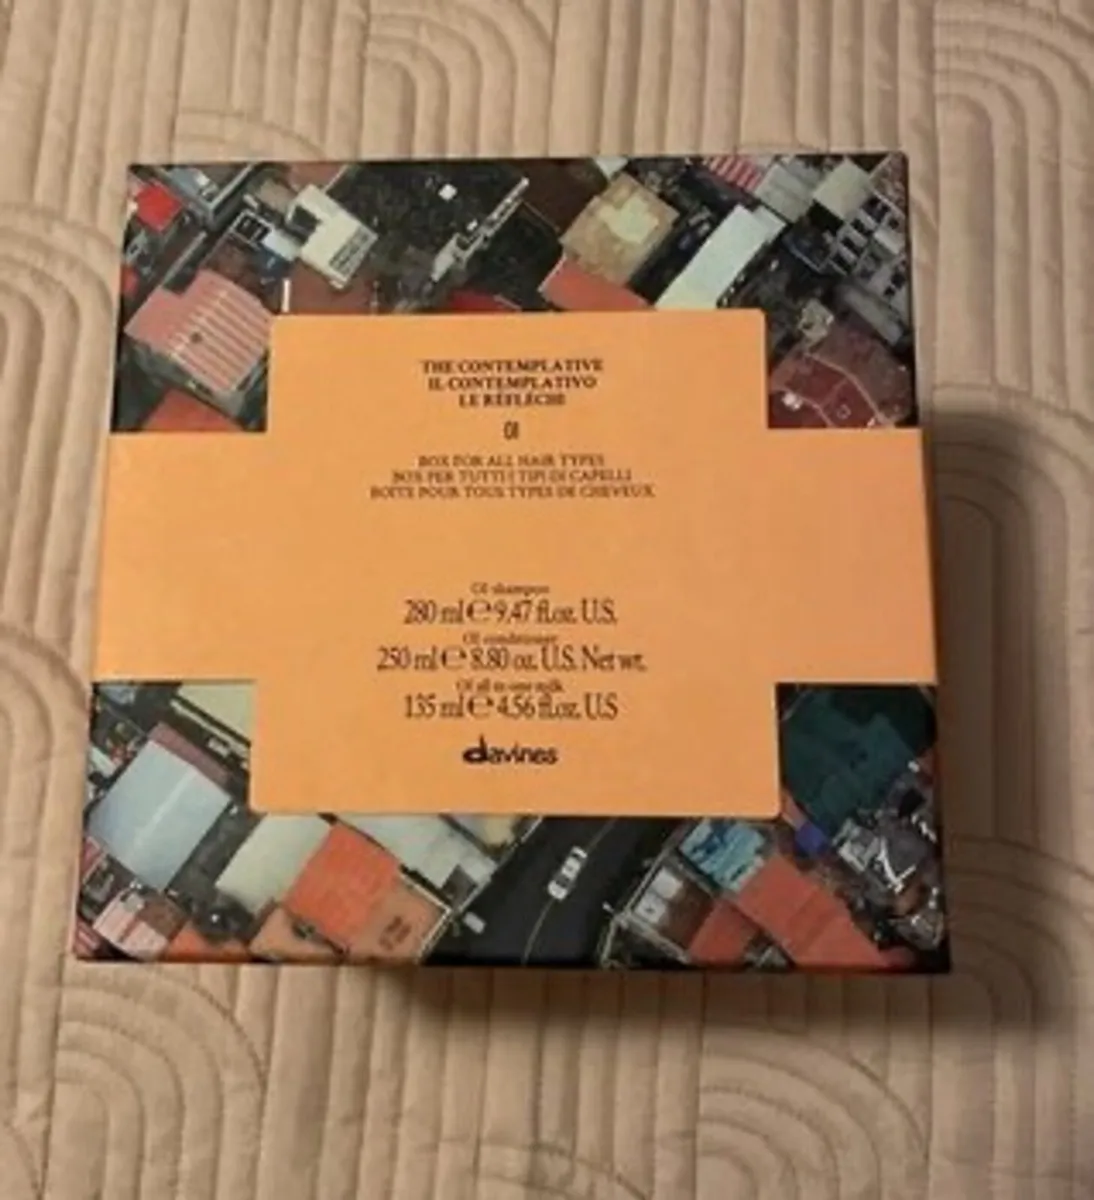 THE CONTEMPLATIVE
IL CONTEMPLATIVO
LE RÉFLÉCHI
OI
BOX FOR ALL HAIR TYPES
BOX PER TUTTI I TIPI DI CAPELLI
BOITE POUR TOUS TYPES DE CHEVEUX
OI shampoo
280 ml ℮ 9.47 fl.oz. U.S.
OI conditioner
250 ml ℮ 8.80 oz. U.S. Net wt.
OI all in one milk
135 ml ℮ 4.56 fl.oz. U.S
davines